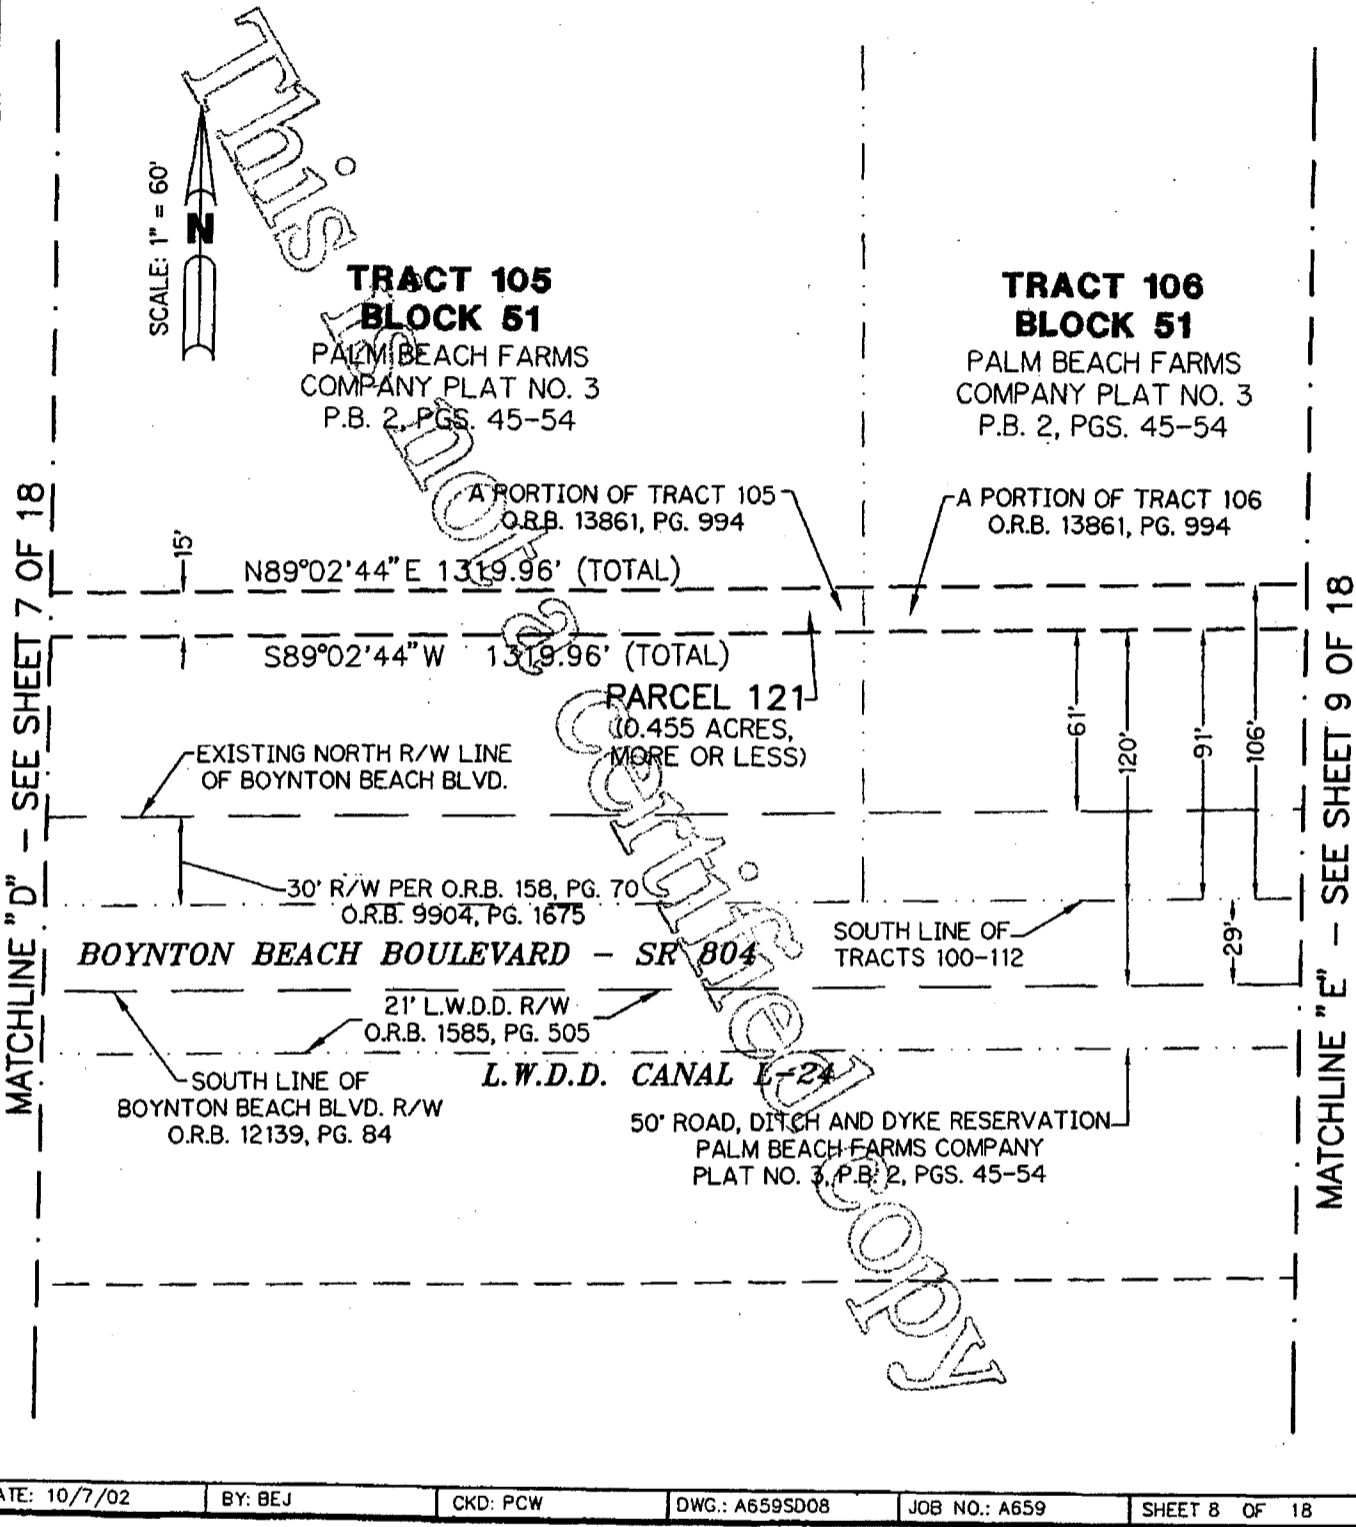 SCALE: 1" = 60'
N
TRACT 105
BLOCK 51
PALM BEACH FARMS
COMPANY PLAT NO. 3
P.B. 2, PGS. 45-54
TRACT 106
BLOCK 51
PALM BEACH FARMS
COMPANY PLAT NO. 3
P.B. 2, PGS. 45-54
A PORTION OF TRACT 105
O.R.B. 13861, PG. 994
A PORTION OF TRACT 106
O.R.B. 13861, PG. 994
15'
N89°02'44"E 1319.96' (TOTAL)
S89°02'44"W 1319.96' (TOTAL)
PARCEL 121
(0.455 ACRES,
MORE OR LESS)
61'
120'
91'
106'
29'
EXISTING NORTH R/W LINE
OF BOYNTON BEACH BLVD.
30' R/W PER O.R.B. 158, PG. 70
O.R.B. 9904, PG. 1675
BOYNTON BEACH BOULEVARD - SR 804
SOUTH LINE OF
TRACTS 100-112
21' L.W.D.D. R/W
O.R.B. 1585, PG. 505
L.W.D.D. CANAL L-24
SOUTH LINE OF
BOYNTON BEACH BLVD. R/W
O.R.B. 12139, PG. 84
50' ROAD, DITCH AND DYKE RESERVATION
PALM BEACH FARMS COMPANY
PLAT NO. 3, P.B. 2, PGS. 45-54
MATCHLINE "D" - SEE SHEET 7 OF 18
MATCHLINE "E" - SEE SHEET 9 OF 18
This is not a certified copy
ATE: 10/7/02
BY: BEJ
CKD: PCW
DWG.: A659SD08
JOB NO.: A659
SHEET 8 OF 18